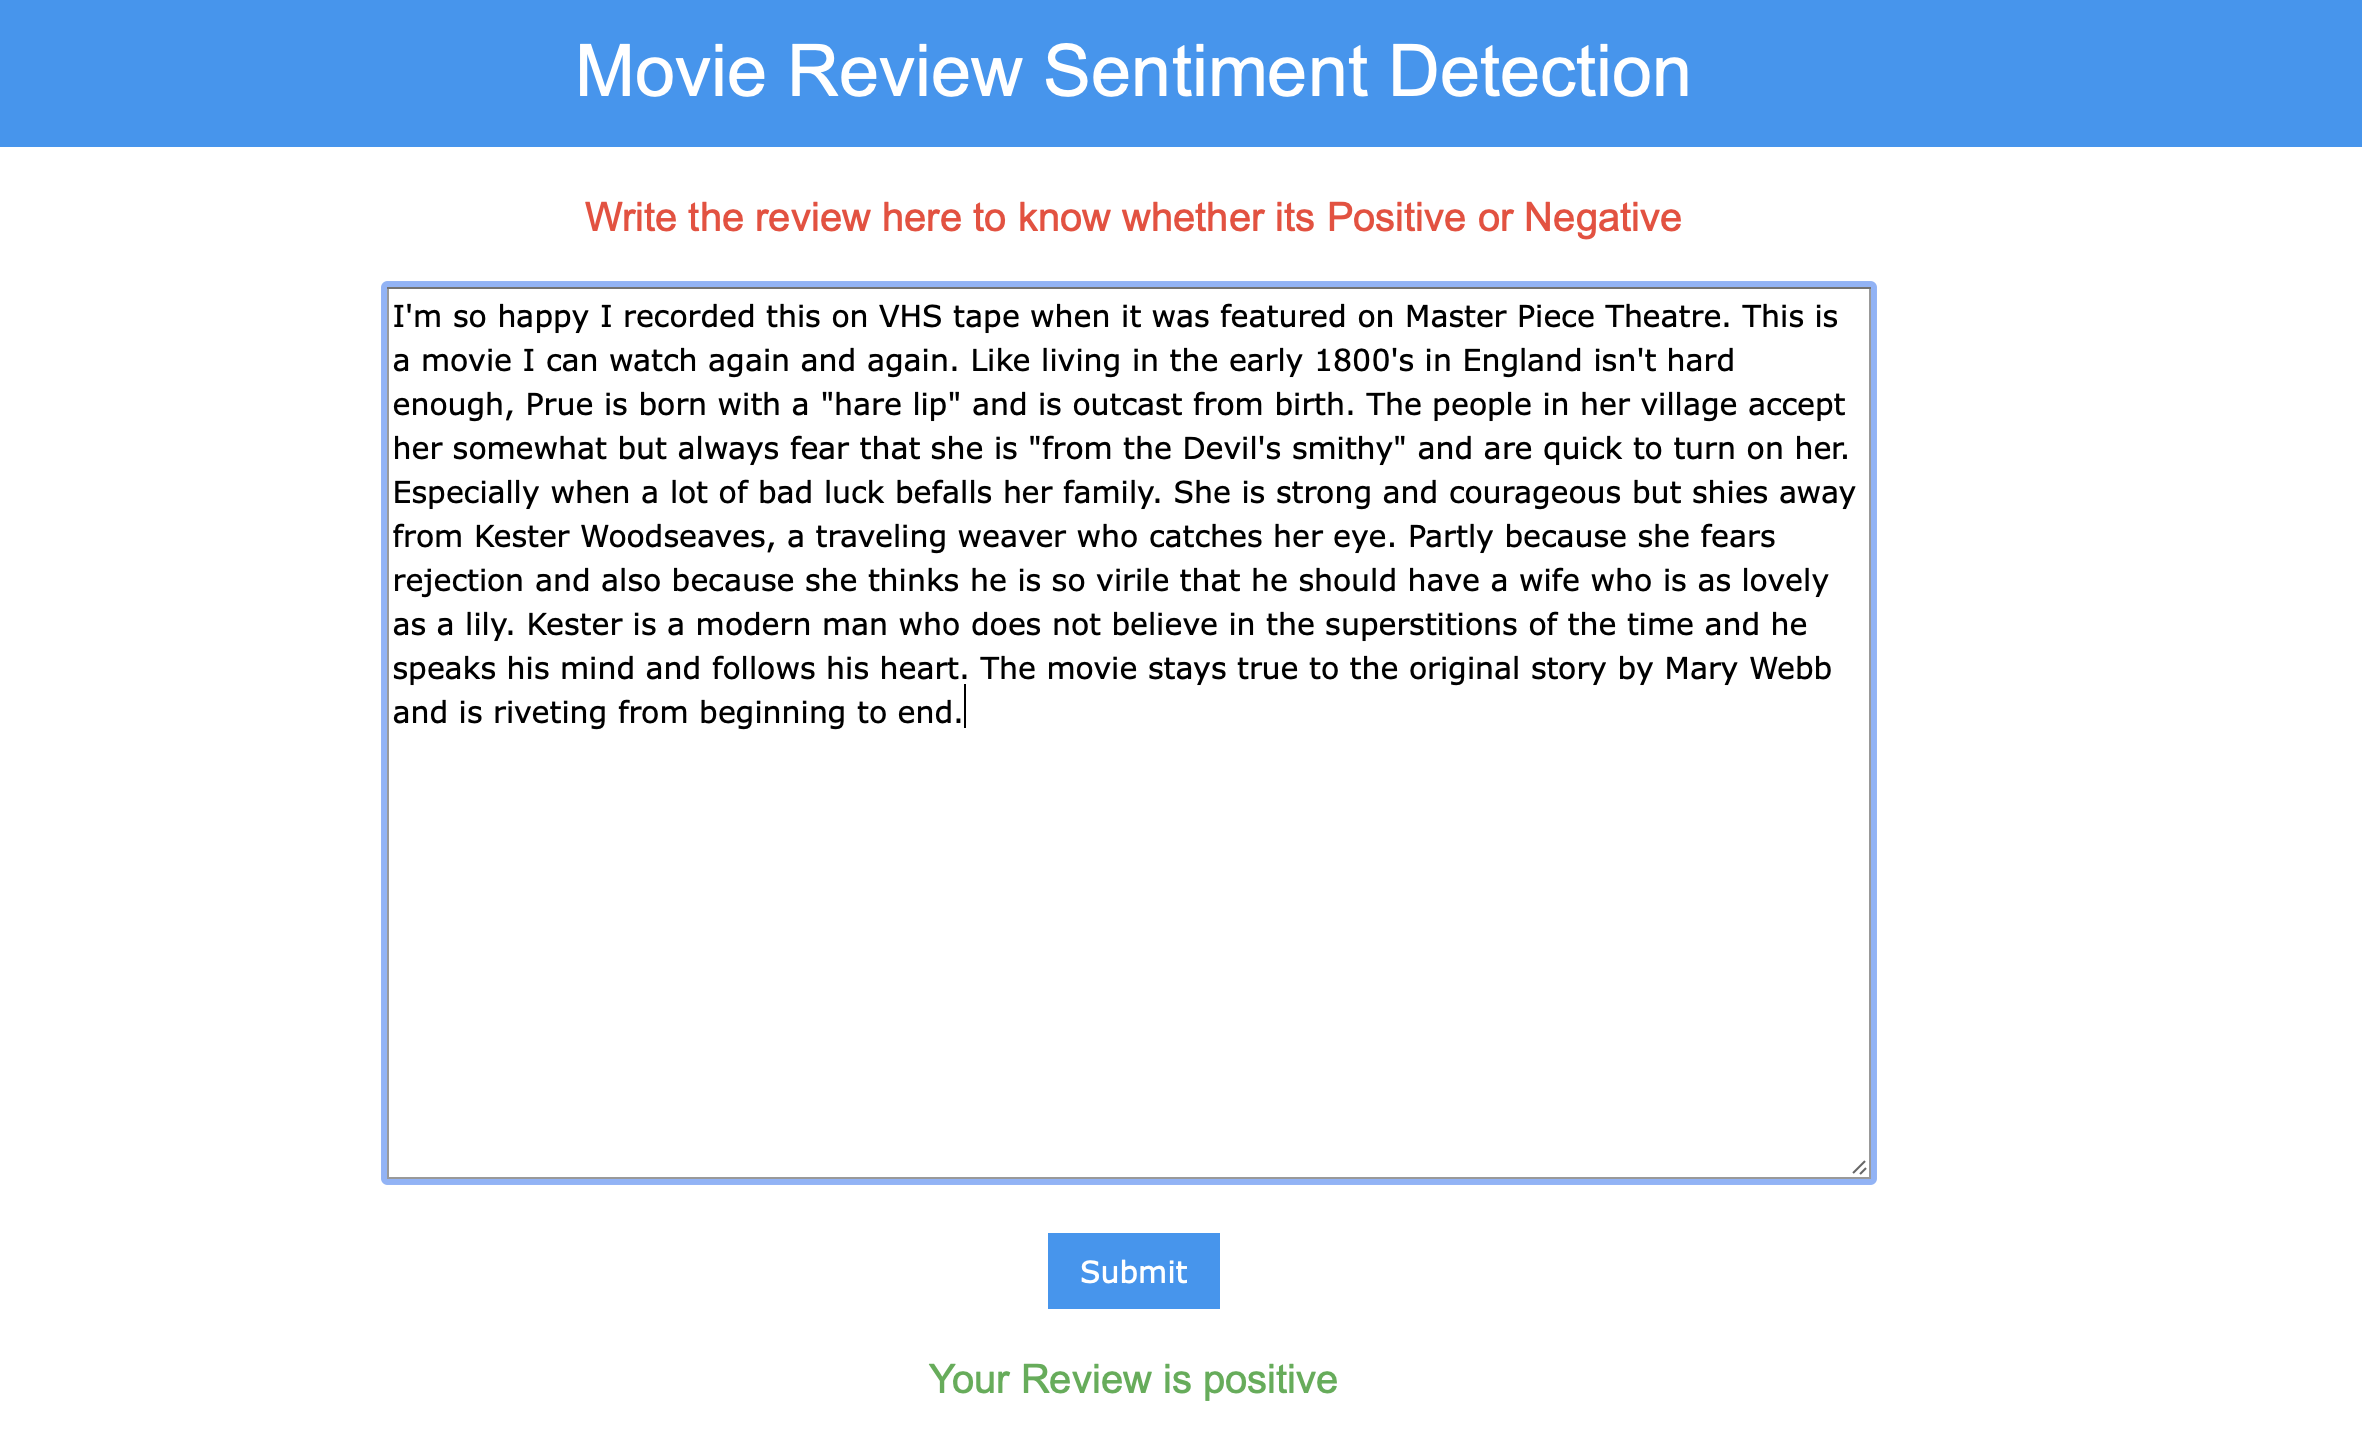 Movie Review Sentiment Detection
Write the review here to know whether its Positive or Negative
I'm so happy I recorded this on VHS tape when it was featured on Master Piece Theatre. This is
a movie I can watch again and again. Like living in the early 1800's in England isn't hard
enough, Prue is born with a "hare lip" and is outcast from birth. The people in her village accept
her somewhat but always fear that she is "from the Devil's smithy" and are quick to turn on her.
Especially when a lot of bad luck befalls her family. She is strong and courageous but shies away
from Kester Woodseaves, a traveling weaver who catches her eye. Partly because she fears
rejection and also because she thinks he is so virile that he should have a wife who is as lovely
as a lily. Kester is a modern man who does not believe in the superstitions of the time and he
speaks his mind and follows his heart. The movie stays true to the original story by Mary Webb
and is riveting from beginning to end.
Submit
Your Review is positive